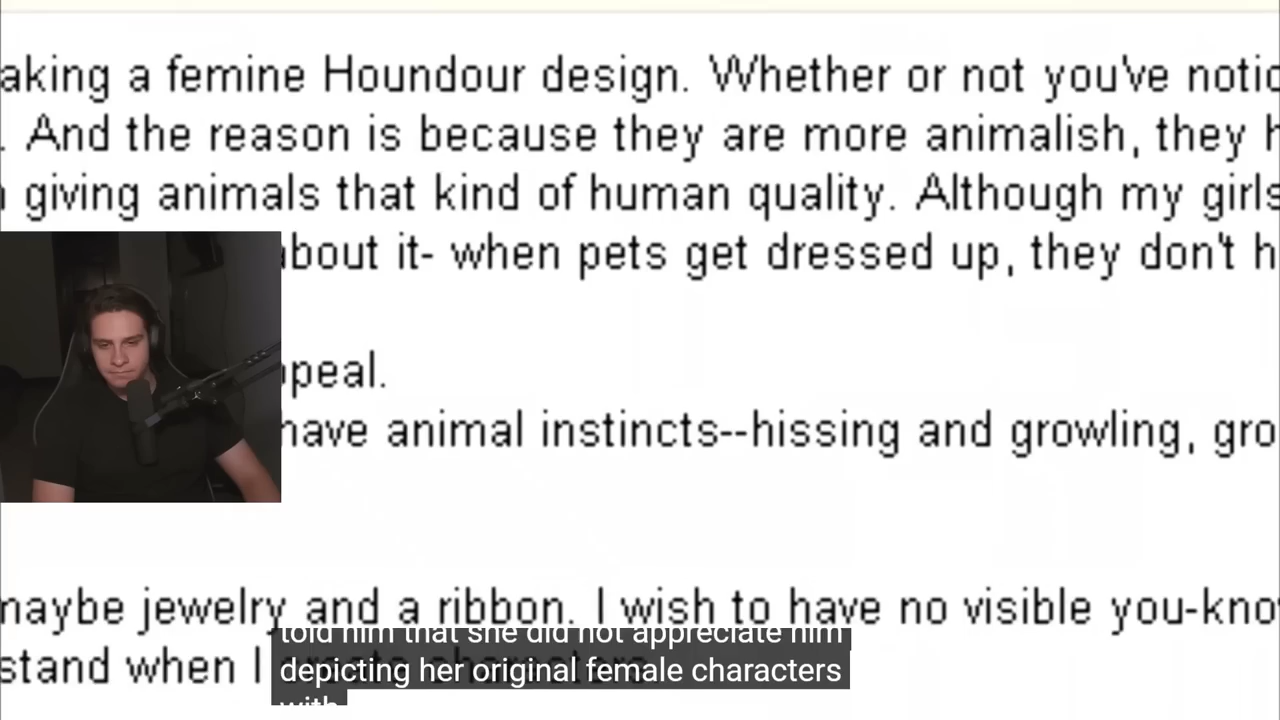 aking a femine Houndour design. Whether or not you've notic
. And the reason is because they are more animalish, they h
giving animals that kind of human quality. Although my girls
about it- when pets get dressed up, they don't h
peal.
have animal instincts--hissing and growling, gro
maybe jewelry and a ribbon. I wish to have no visible you-kno
stand when I
told him that she did not appreciate him
depicting her original female characters
with